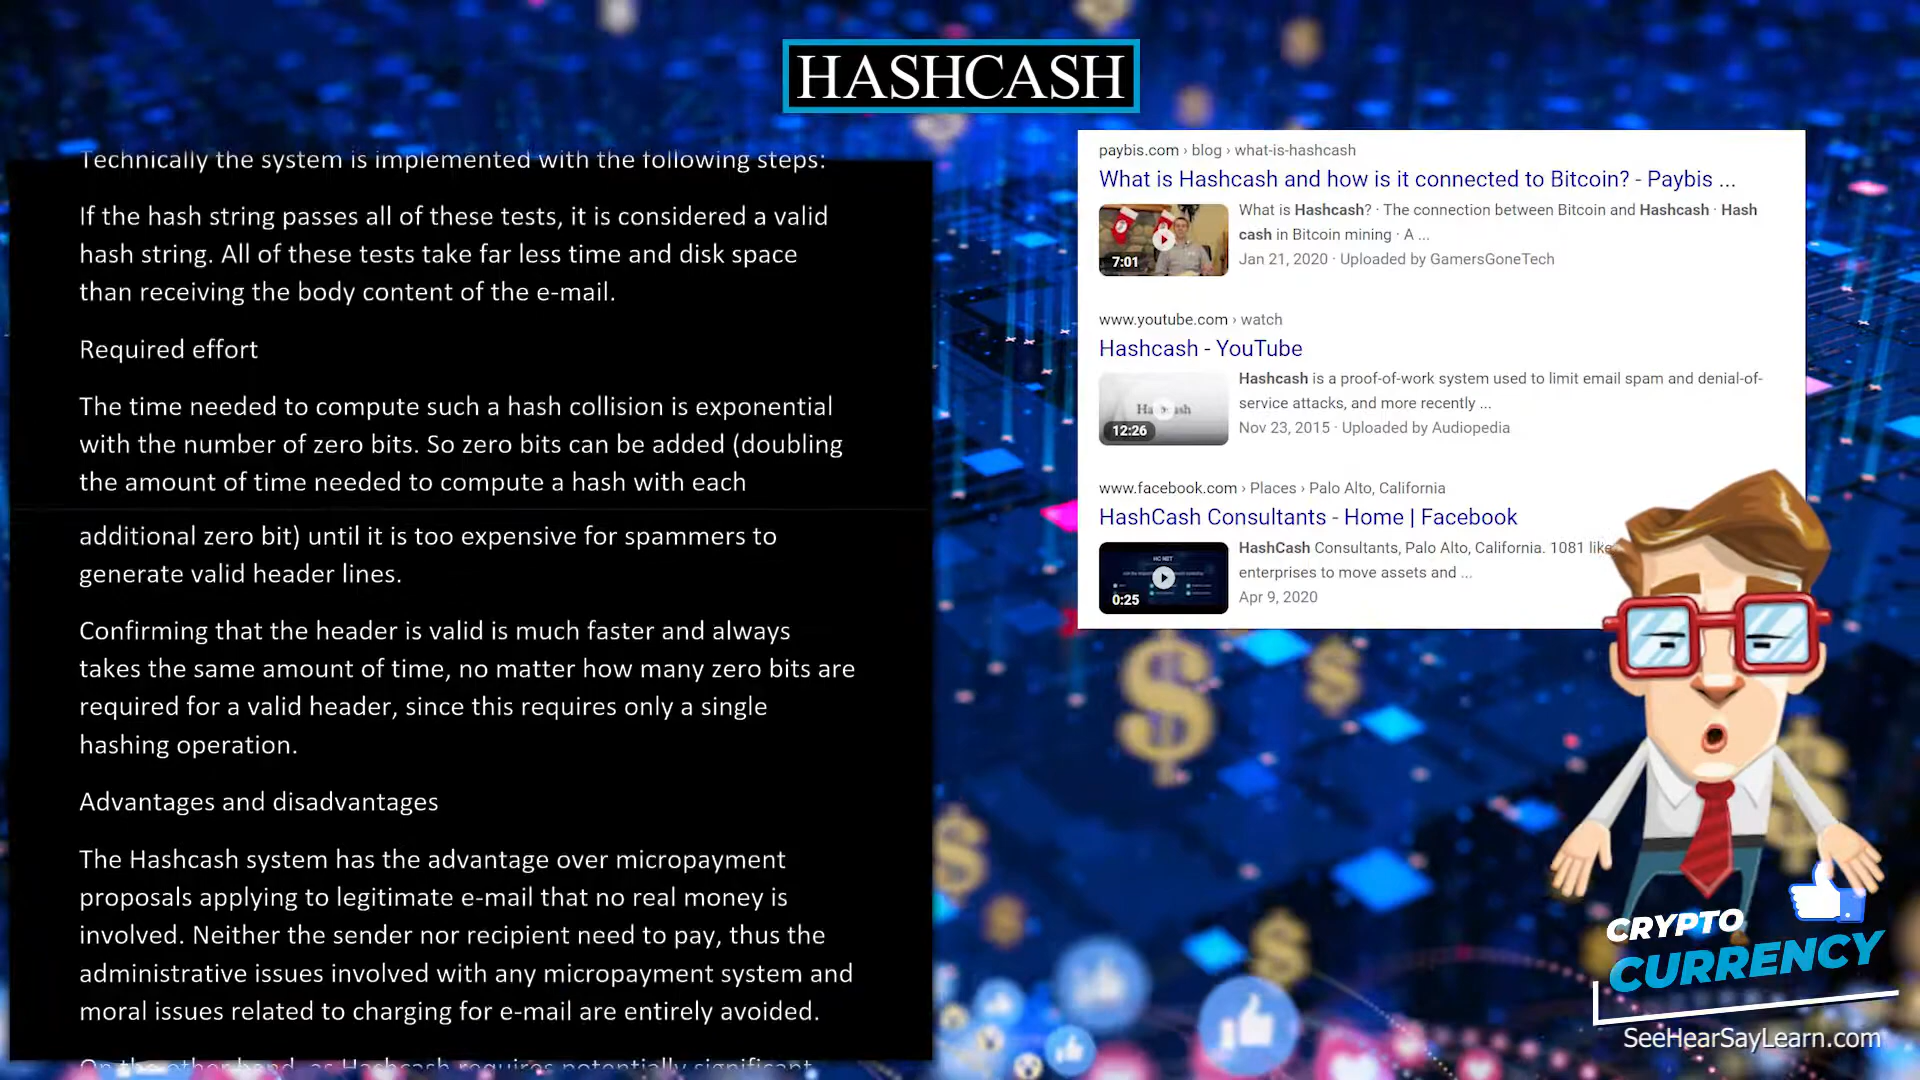 HASHCASH
Technically the system is implemented with the following steps:
If the hash string passes all of these tests, it is considered a valid
hash string. All of these tests take far less time and disk space
than receiving the body content of the e-mail.
Required effort
The time needed to compute such a hash collision is exponential
with the number of zero bits. So zero bits can be added (doubling
the amount of time needed to compute a hash with each
additional zero bit) until it is too expensive for spammers to
generate valid header lines.
Confirming that the header is valid is much faster and always
takes the same amount of time, no matter how many zero bits are
required for a valid header, since this requires only a single
hashing operation.
Advantages and disadvantages
The Hashcash system has the advantage over micropayment
proposals applying to legitimate e-mail that no real money is
involved. Neither the sender nor recipient need to pay, thus the
administrative issues involved with any micropayment system and
moral issues related to charging for e-mail are entirely avoided.
On the other hand, as Hashcash requires potentially significant
paybis.com › blog › what-is-hashcash
What is Hashcash and how is it connected to Bitcoin? - Paybis ...
What is Hashcash? · The connection between Bitcoin and Hashcash · Hash
cash in Bitcoin mining · A ...
7:01
Jan 21, 2020 · Uploaded by GamersGoneTech
www.youtube.com › watch
Hashcash - YouTube
Hashcash is a proof-of-work system used to limit email spam and denial-of-
service attacks, and more recently ...
12:26
Nov 23, 2015 · Uploaded by Audiopedia
www.facebook.com › Places › Palo Alto, California
HashCash Consultants - Home | Facebook
HashCash Consultants, Palo Alto, California. 1081 like
enterprises to move assets and ...
HC NET
0:25
Apr 9, 2020
CRYPTO
CURRENCY
SeeHearSayLearn.com